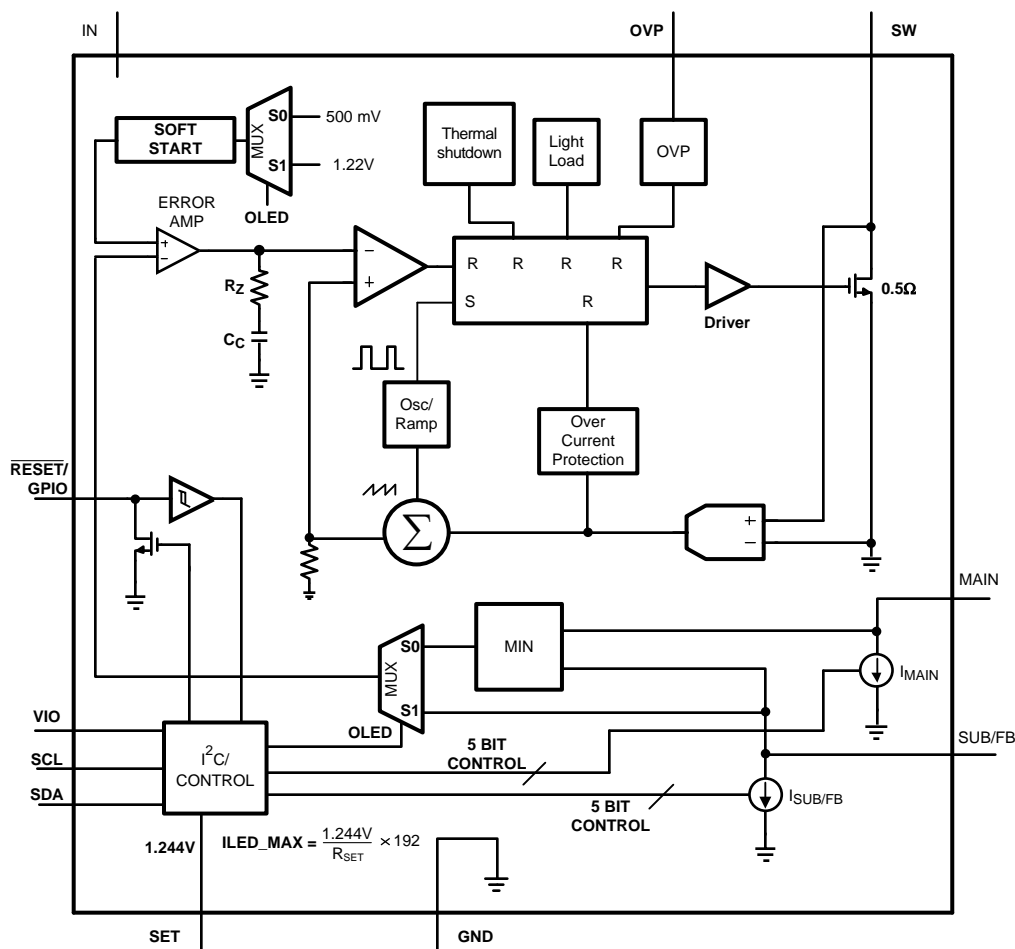 IN
OVP
SW
SOFT
START
MUX
S0
S1
500 mV
1.22V
OLED
Thermal
shutdown
Light
Load
OVP
ERROR
AMP
+
−
−
+
R R R R
S R
RZ
CC
Driver
0.5Ω
Osc/
Ramp
Over
Current
Protection
RESET/
GPIO
Σ
+
−
MAIN
MUX
S0
S1
MIN
IMAIN
OLED
VIO
SCL
SDA
I2C/
CONTROL
5 BIT
CONTROL
SUB/FB
5 BIT
CONTROL
ISUB/FB
1.244V
ILED_MAX = 1.244V / RSET × 192
SET
GND